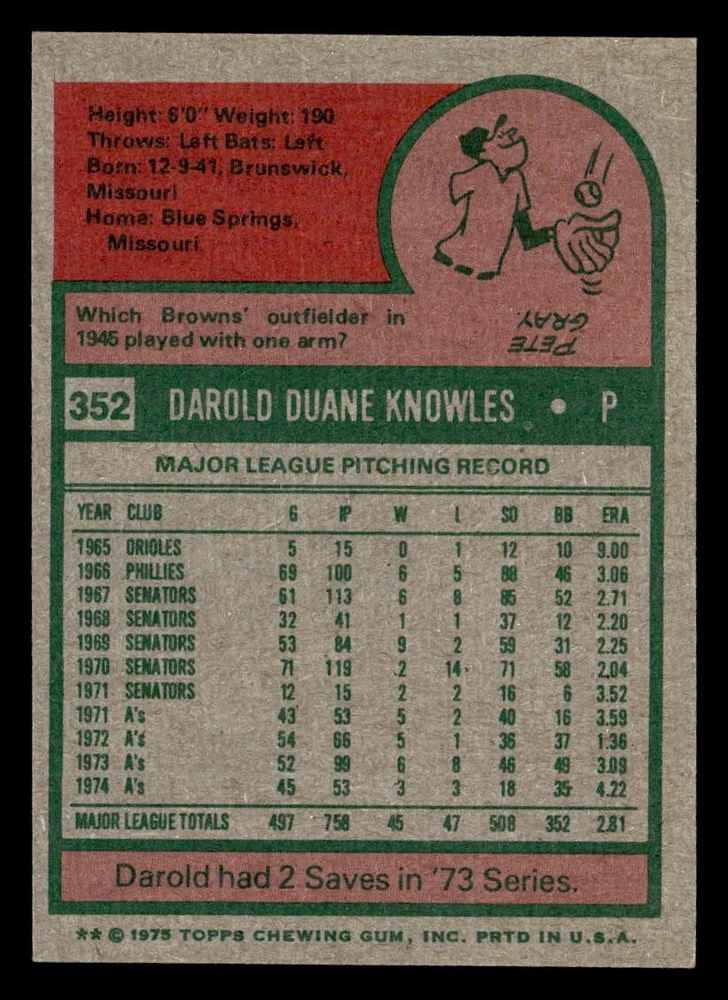 Height: 6'0" Weight: 190
Throws: Left Bats: Left
Born: 12-9-41, Brunswick,
Missouri
Home: Blue Springs,
Missouri
Which Browns' outfielder in
1945 played with one arm?
PETE
GRAY.
352 DAROLD DUANE KNOWLES • P
MAJOR LEAGUE PITCHING RECORD
YEAR CLUB G IP W L SO BB ERA
1965 ORIOLES 5 15 0 1 12 10 9.00
1966 PHILLIES 69 100 6 5 88 46 3.06
1967 SENATORS 61 113 6 8 85 52 2.71
1968 SENATORS 32 41 1 1 37 12 2.20
1969 SENATORS 53 84 9 2 59 31 2.25
1970 SENATORS 71 119 2 14 71 58 2.04
1971 SENATORS 12 15 2 2 16 6 3.52
1971 A's 43 53 5 2 40 16 3.59
1972 A's 54 66 5 1 36 37 1.36
1973 A's 52 99 6 8 46 49 3.09
1974 A's 45 53 3 3 18 35 4.22
MAJOR LEAGUE TOTALS 497 758 45 47 508 352 2.81
Darold had 2 Saves in '73 Series.
** © 1975 TOPPS CHEWING GUM, INC. PRTD IN U.S.A.